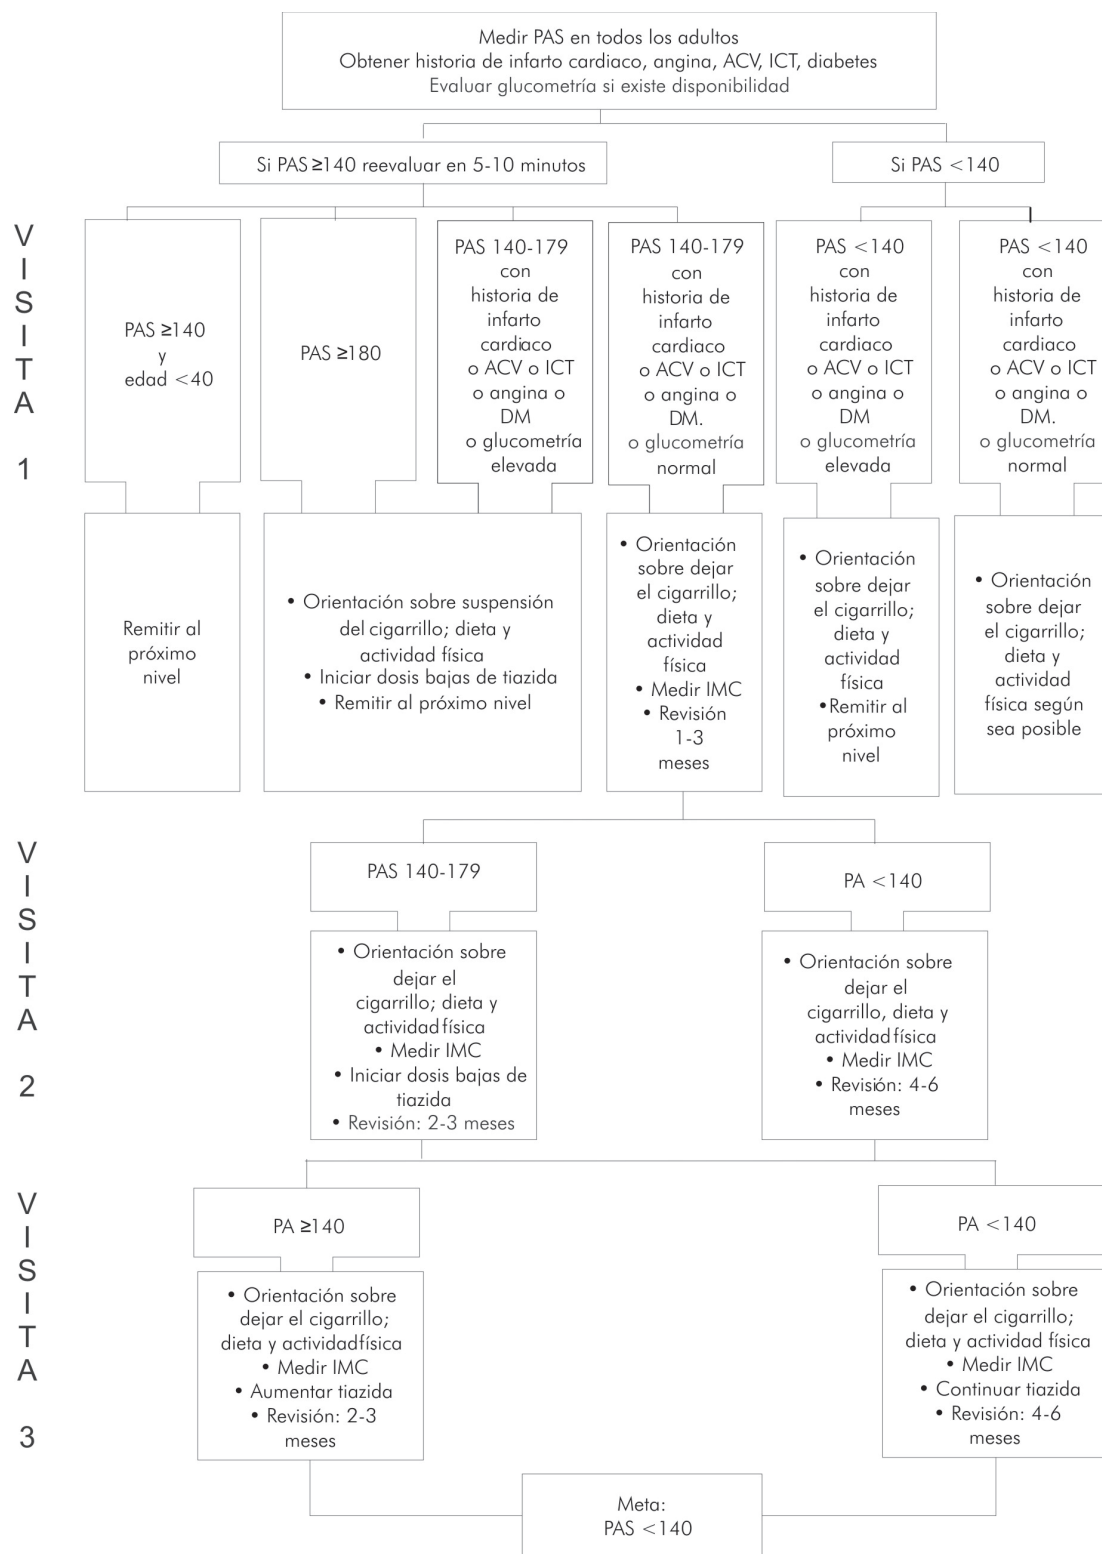 Medir PAS en todos los adultos
Obtener historia de infarto cardiaco, angina, ACV, ICT, diabetes
Evaluar glucometría si existe disponibilidad
Si PAS ≥140 reevaluar en 5-10 minutos
Si PAS <140
V
I
S
I
T
A
1
PAS ≥140
y
edad <40
PAS ≥180
PAS 140-179
con
historia de
infarto
cardiaco
o ACV o ICT
o angina o
DM
o glucometría
elevada
PAS 140-179
con
historia de
infarto
cardiaco
o ACV o ICT
o angina o
DM.
o glucometría
normal
PAS <140
con
historia de
infarto
cardiaco
o ACV o ICT
o angina o
DM
o glucometría
elevada
PAS <140
con
historia de
infarto
cardiaco
o ACV o ICT
o angina o
DM.
o glucometría
normal
Remitir al
próximo
nivel
• Orientación sobre suspensión
del cigarrillo; dieta y
actividad física
• Iniciar dosis bajas de tiazida
• Remitir al próximo nivel
• Orientación
sobre dejar
el cigarrillo;
dieta y
actividad
física
• Medir IMC
• Revisión
1-3
meses
• Orientación
sobre dejar
el cigarrillo;
dieta y
actividad
física
•Remitir al
próximo
nivel
• Orientación
sobre dejar
el cigarrillo;
dieta y
actividad
física según
sea posible
V
I
S
I
T
A
2
PAS 140-179
PA <140
• Orientación sobre
dejar el
cigarrillo; dieta y
actividad física
• Medir IMC
• Iniciar dosis bajas de
tiazida
• Revisión: 2-3 meses
• Orientación sobre
dejar el
cigarrillo, dieta y
actividad física
• Medir IMC
• Revisión: 4-6
meses
V
I
S
I
T
A
3
PA ≥140
PA <140
• Orientación sobre
dejar el cigarrillo;
dieta y actividad física
• Medir IMC
• Aumentar tiazida
• Revisión: 2-3
meses
• Orientación sobre
dejar el cigarrillo;
dieta y actividad física
• Medir IMC
• Continuar tiazida
• Revisión: 4-6
meses
Meta:
PAS <140